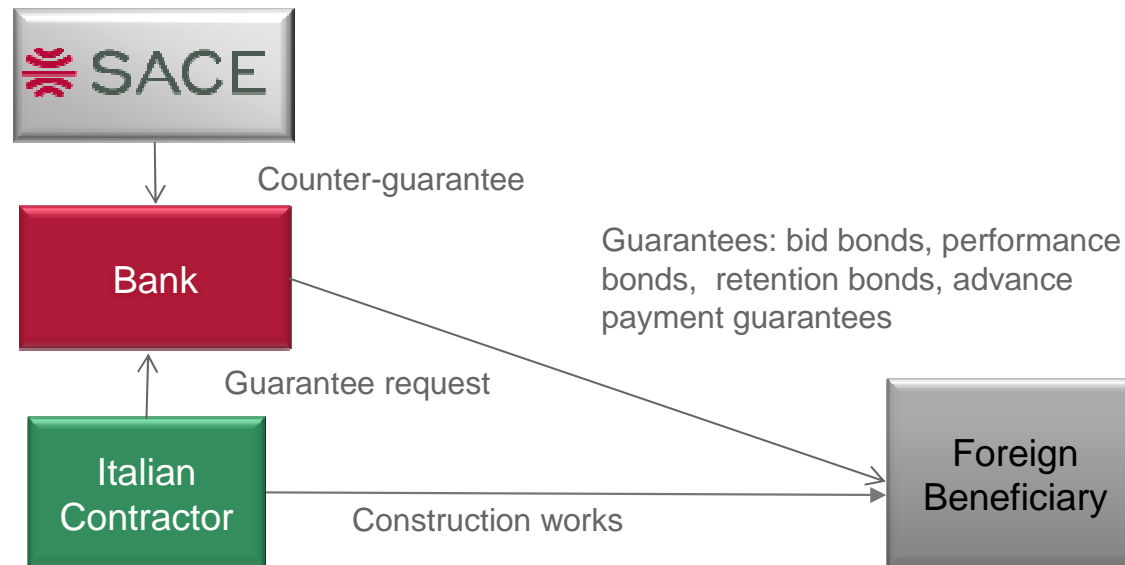 SACE
Counter-guarantee
Bank
Guarantees: bid bonds, performance
bonds, retention bonds, advance
payment guarantees
Guarantee request
Italian
Contractor
Construction works
Foreign
Beneficiary